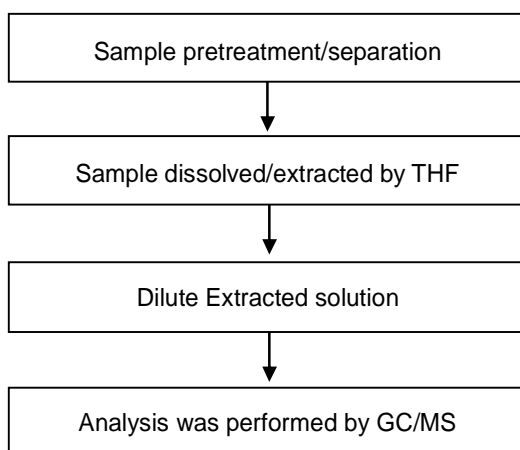 Sample pretreatment/separation
Sample dissolved/extracted by THF
Dilute Extracted solution
Analysis was performed by GC/MS